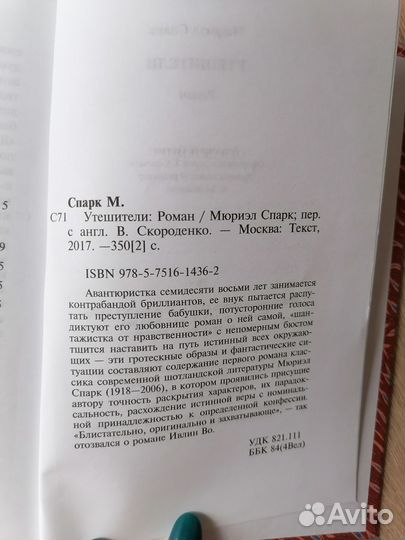 Спарк М.
С71 Утешители: Роман / Мюриэл Спарк; пер.
с англ. В. Скороденко. — Москва: Текст,
2017. —350[2] с.
ISBN 978-5-7516-1436-2
Авантюристка семидесяти восьми лет занимается
контрабандой бриллиантов, ее внук пытается распу-
тать преступление бабушки, потусторонние голоса
диктуют его любовнице роман о ней самой, «шан-
тажистка от нравственности» с непомерным бюстом
тщится наставить на путь истинный всех окружаю-
щих — эти гротескные образы и фантастические си-
туации составляют содержание первого романа клас-
сика современной шотландской литературы Мюриэл
Спарк (1918—2006), в котором проявились присущие
автору точность раскрытия характеров, их парадок-
сальность, расхождение истинной веры с номиналь-
ной принадлежностью к определенной конфессии.
«Блистательно, оригинально и захватывающе», — так
отозвался о романе Ивлин Во.
УДК 821.111
ББК 84(4Вел)
5
9
5
5
Avito